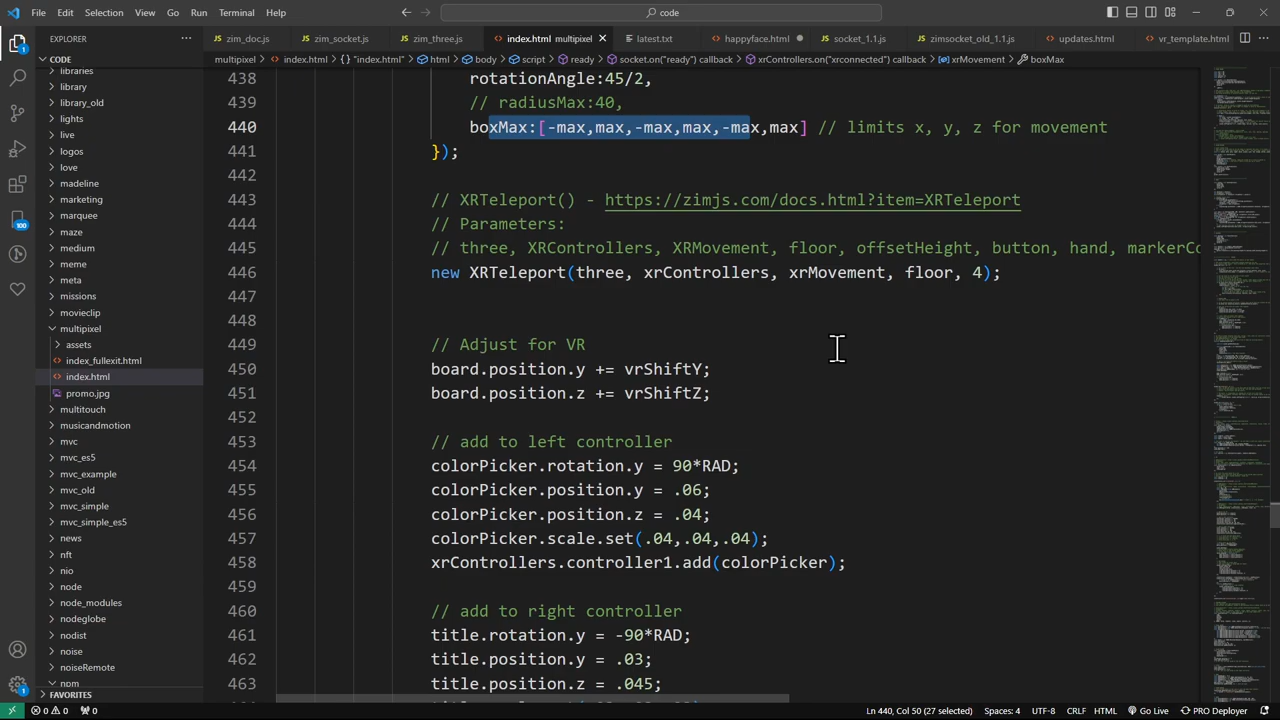 File Edit Selection View Go Run Terminal Help
code
EXPLORER
zim_doc.js zim_socket.js zim_three.js index.html multipixel latest.txt happyface.html socket_1.1.js zimsocket_old_1.1.js updates.html vr_template.html
CODE
multipixel > index.html > "index.html" > html > body > script > ready > socket.on("ready") callback > xrControllers.on("xrconnected") callback > xrMovement > boxMax
libraries
library
library_old
lights
live
logos
love
madeline
marketing
marquee
maze
medium
meme
meta
missions
movieclip
multipixel
assets
index_fullexit.html
index.html
promo.jpg
multitouch
musicandmotion
mvc
mvc_es5
mvc_example
mvc_old
mvc_simple
mvc_simple_es5
news
nft
nio
node
node_modules
nodeglobe
nodist
noise
noiseRemote
npm
FAVORITES
438 rotationAngle:45/2,
439 // radiusMax:40,
440 boxMax:[-max,max,-max,max,-max,max] // limits x, y, z for movement
441 });
442
443 // XRTeleport() - https://zimjs.com/docs.html?item=XRTeleport
444 // Parameters:
445 // three, XRControllers, XRMovement, floor, offsetHeight, button, hand, markerCo
446 new XRTeleport(three, xrControllers, xrMovement, floor, 4);
447
448
449 // Adjust for VR
450 board.position.y += vrShiftY;
451 board.position.z += vrShiftZ;
452
453 // add to left controller
454 colorPicker.rotation.y = 90*RAD;
455 colorPicker.position.y = .06;
456 colorPicker.position.z = .04;
457 colorPicker.scale.set(.04,.04,.04);
458 xrControllers.controller1.add(colorPicker);
459
460 // add to right controller
461 title.rotation.y = -90*RAD;
462 title.position.y = .03;
463 title.position.z = .045;
0 0 0
Ln 440, Col 50 (27 selected) Spaces: 4 UTF-8 CRLF HTML Go Live PRO Deployer